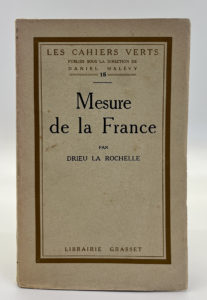 LES CAHIERS VERTS
PUBLIÉS SOUS LA DIRECTION DE
DANIEL HALÉVY
18
Mesure
de la France
PAR
DRIEU LA ROCHELLE
LIBRAIRIE GRASSET